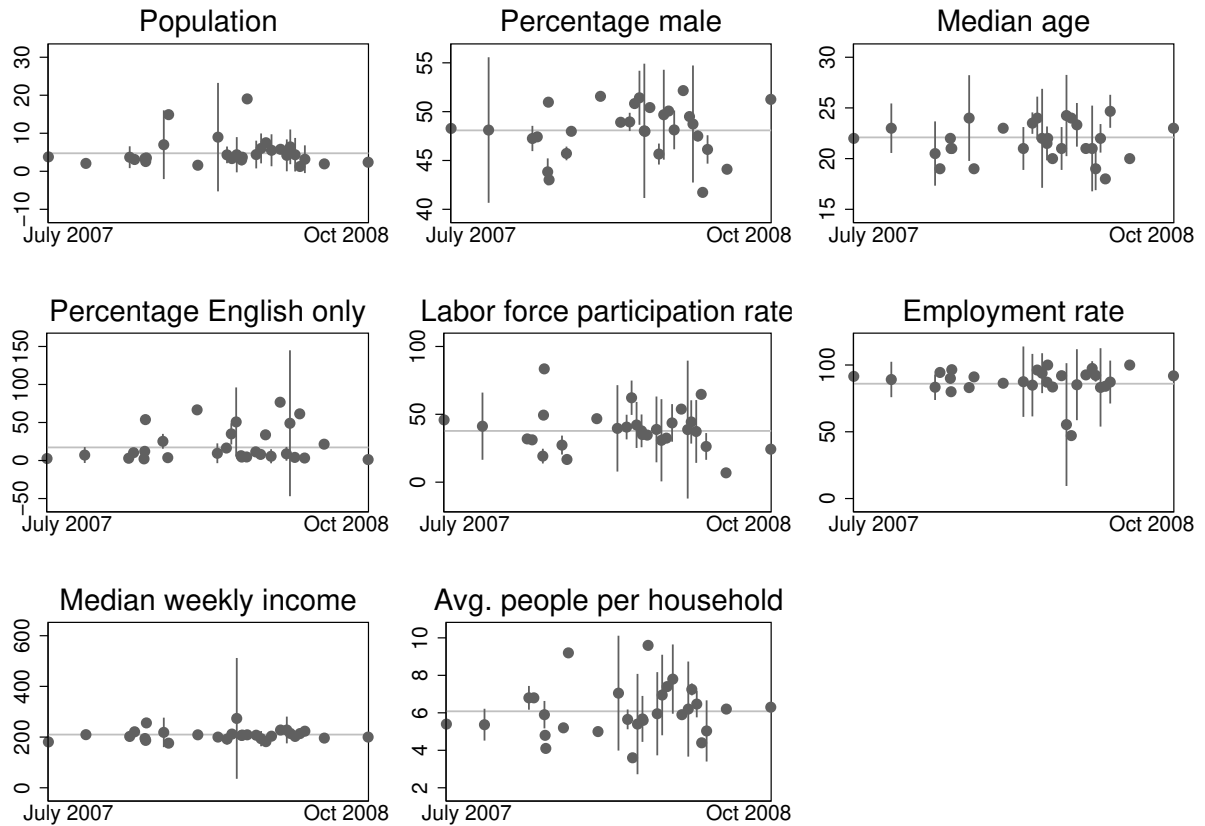 Population
30
20
10
0
−10
July 2007 Oct 2008
Percentage male
55
50
45
40
July 2007 Oct 2008
Median age
30
25
20
15
July 2007 Oct 2008
Percentage English only
150
100
50
0
−50
July 2007 Oct 2008
Labor force participation rate
100
50
0
July 2007 Oct 2008
Employment rate
100
50
0
July 2007 Oct 2008
Median weekly income
600
400
200
0
July 2007 Oct 2008
Avg. people per household
10
8
6
4
2
July 2007 Oct 2008